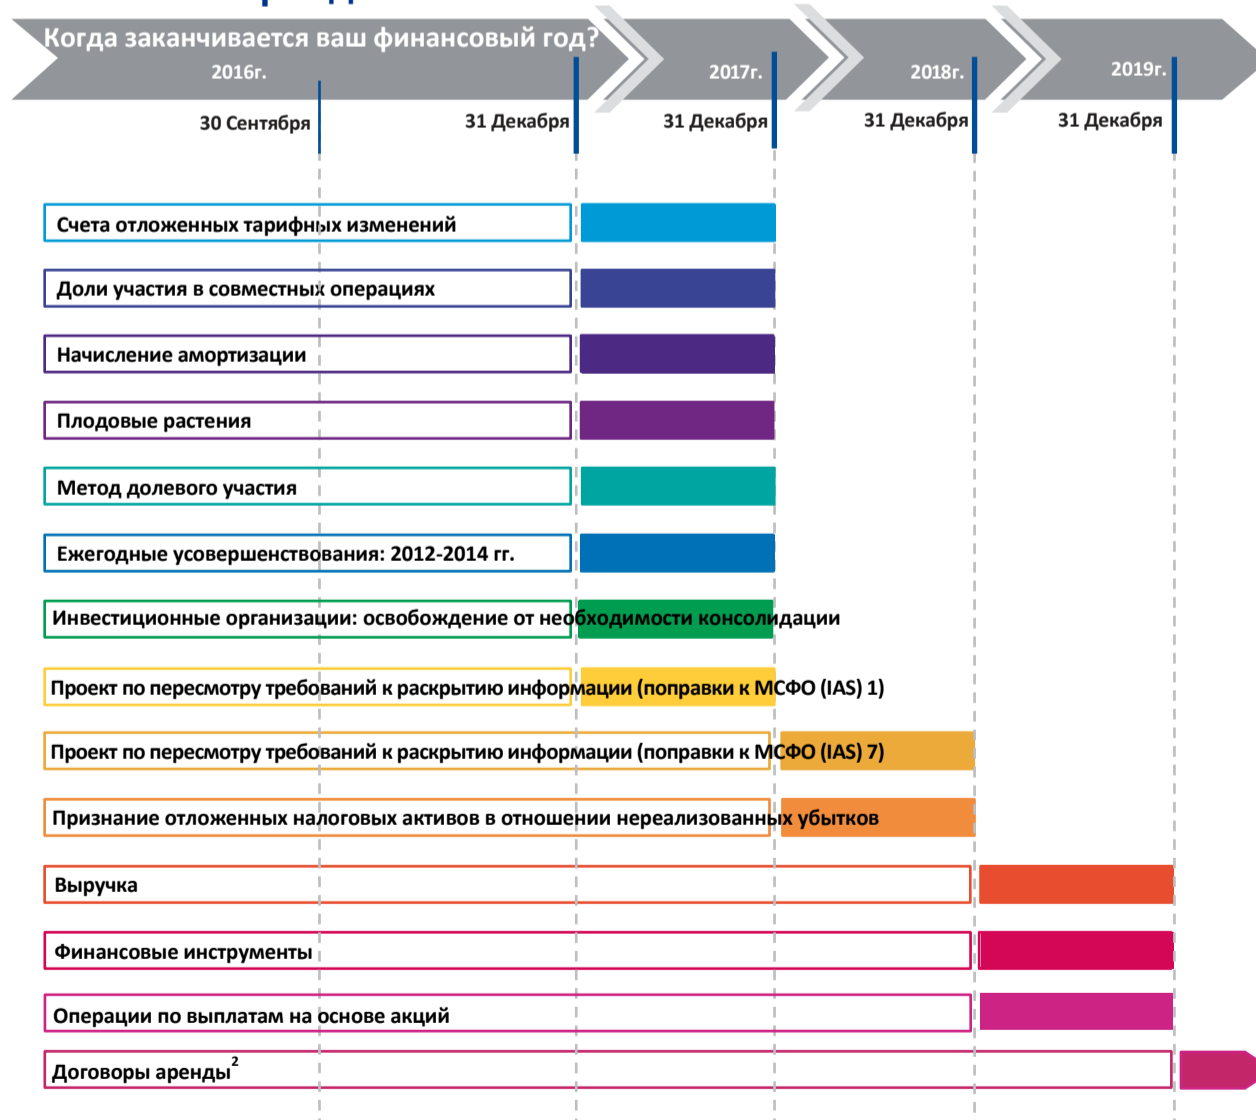 Когда заканчивается ваш финансовый год?
2016г. 2017г. 2018г. 2019г.
30 Сентября 31 Декабря 31 Декабря 31 Декабря 31 Декабря
Счета отложенных тарифных изменений
Доли участия в совместных операциях
Начисление амортизации
Плодовые растения
Метод долевого участия
Ежегодные усовершенствования: 2012-2014 гг.
Инвестиционные организации: освобождение от необходимости консолидации
Проект по пересмотру требований к раскрытию информации (поправки к МСФО (IAS) 1)
Проект по пересмотру требований к раскрытию информации (поправки к МСФО (IAS) 7)
Признание отложенных налоговых активов в отношении нереализованных убытков
Выручка
Финансовые инструменты
Операции по выплатам на основе акций
Договоры аренды²